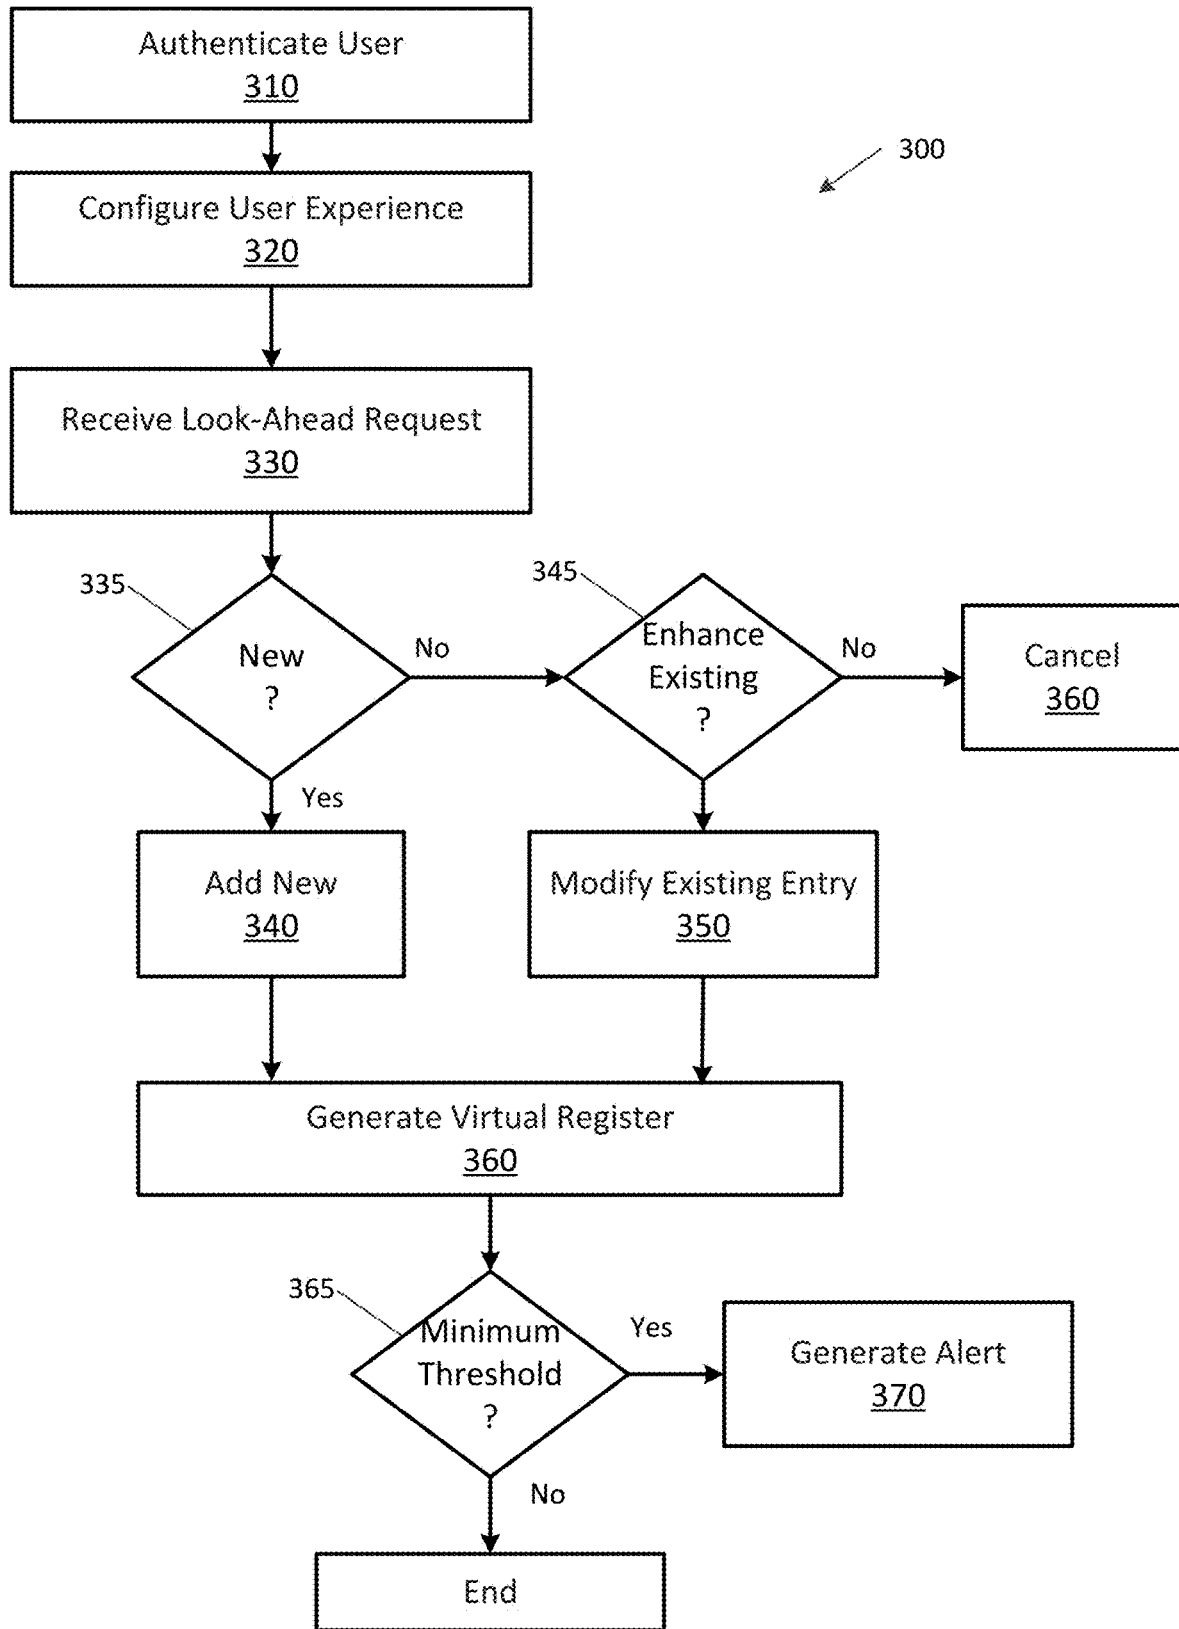 Authenticate User
310
300
Configure User Experience
320
Receive Look-Ahead Request
330
335
New
?
No
345
Enhance
Existing
?
No
Cancel
360
Yes
Add New
340
Modify Existing Entry
350
Generate Virtual Register
360
365
Minimum
Threshold
?
Yes
Generate Alert
370
No
End